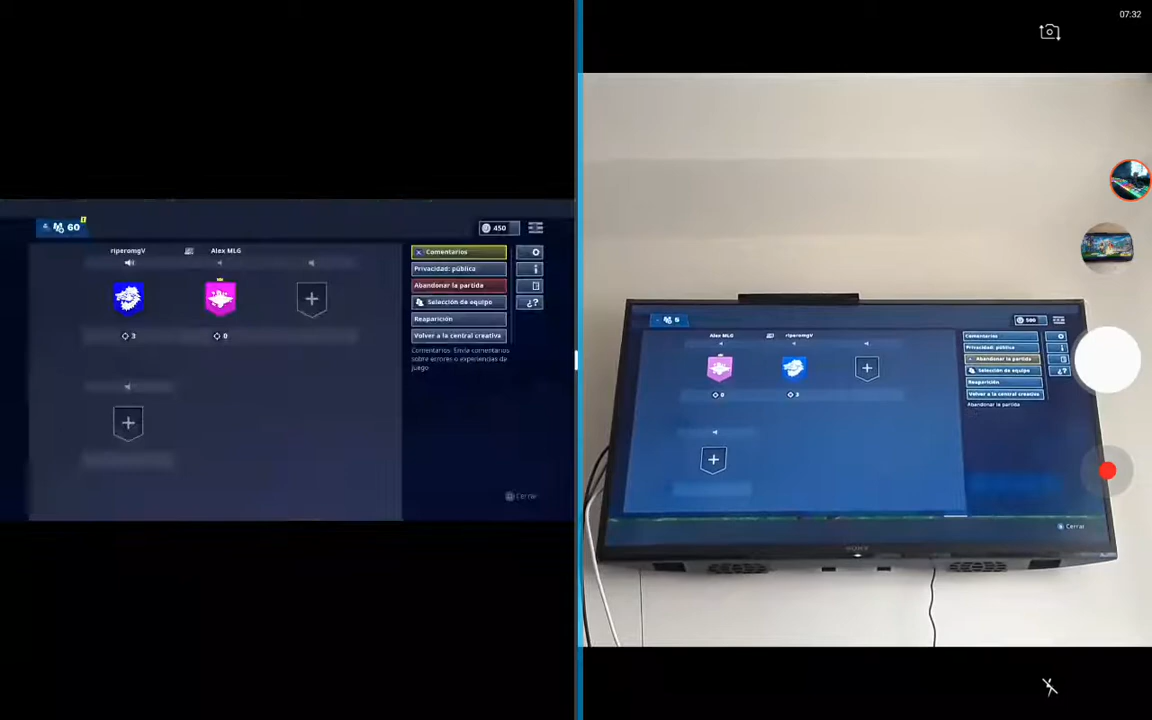 07:32
60
450
riperomgV
Alex MLG
3
0
Comentarios
Privacidad: pública
Abandonar la partida
Selección de equipo
Reaparición
Volver a la central creativa
Comentarios. Envía comentarios
sobre errores o experiencias de
juego
¿?
Cerrar
Alex MLG
riperomgV
0
3
Comentarios
Privacidad: pública
Abandonar la partida
Selección de equipo
Reaparición
Volver a la central creativa
Abandonar la partida
¿?
Cerrar
SONY